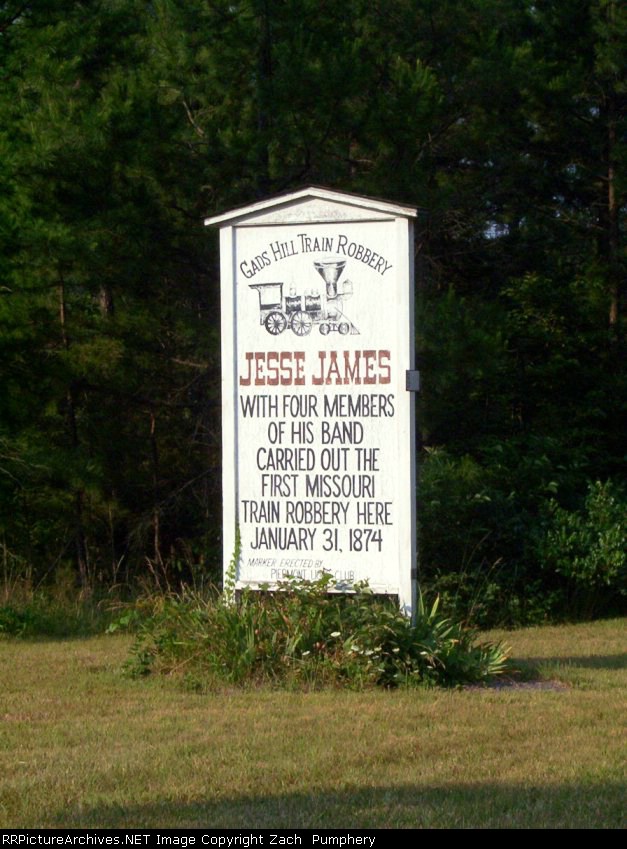 GADS HILL TRAIN ROBBERY
JESSE JAMES
WITH FOUR MEMBERS
OF HIS BAND
CARRIED OUT THE
FIRST MISSOURI
TRAIN ROBBERY HERE
JANUARY 31, 1874
MARKER ERECTED BY
CLUB
RRPictureArchives.NET Image Copyright Zach Pumphery